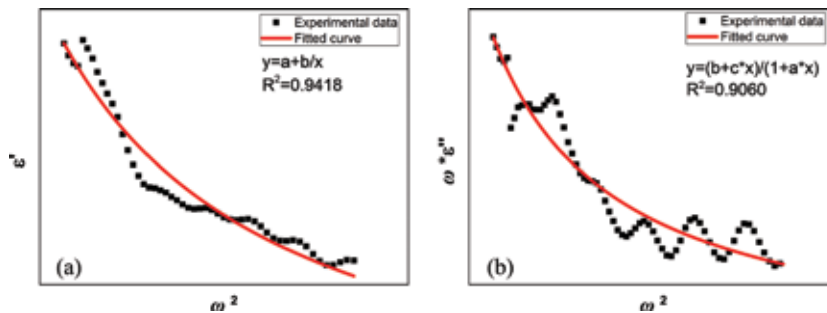 Experimental data
Fitted curve
y=a+b/x
R²=0.9418
ε'
(a)
ω²
Experimental data
Fitted curve
y=(b+c*x)/(1+a*x)
R²=0.9060
ω*ε''
(b)
ω²